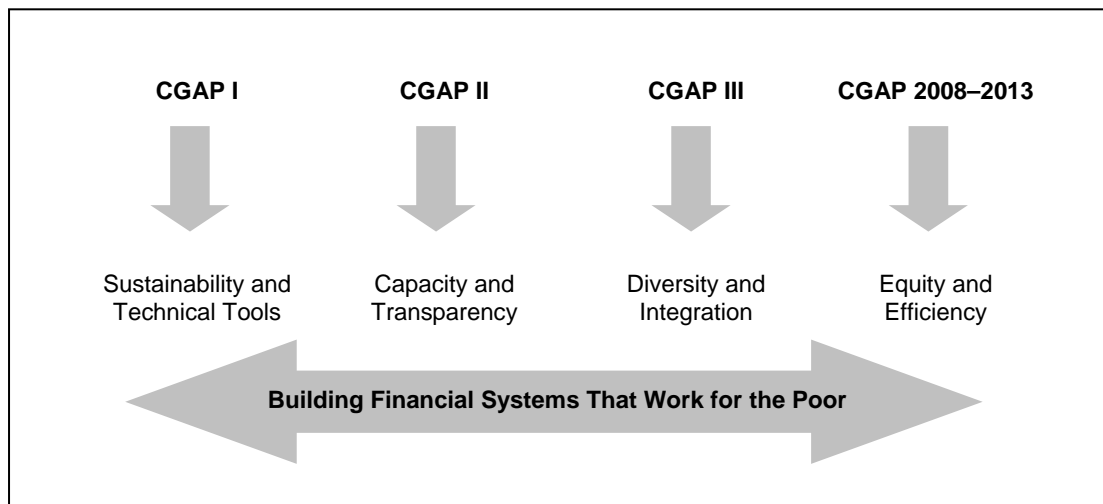 CGAP I
CGAP II
CGAP III
CGAP 2008–2013
Sustainability and
Technical Tools
Capacity and
Transparency
Diversity and
Integration
Equity and
Efficiency
Building Financial Systems That Work for the Poor